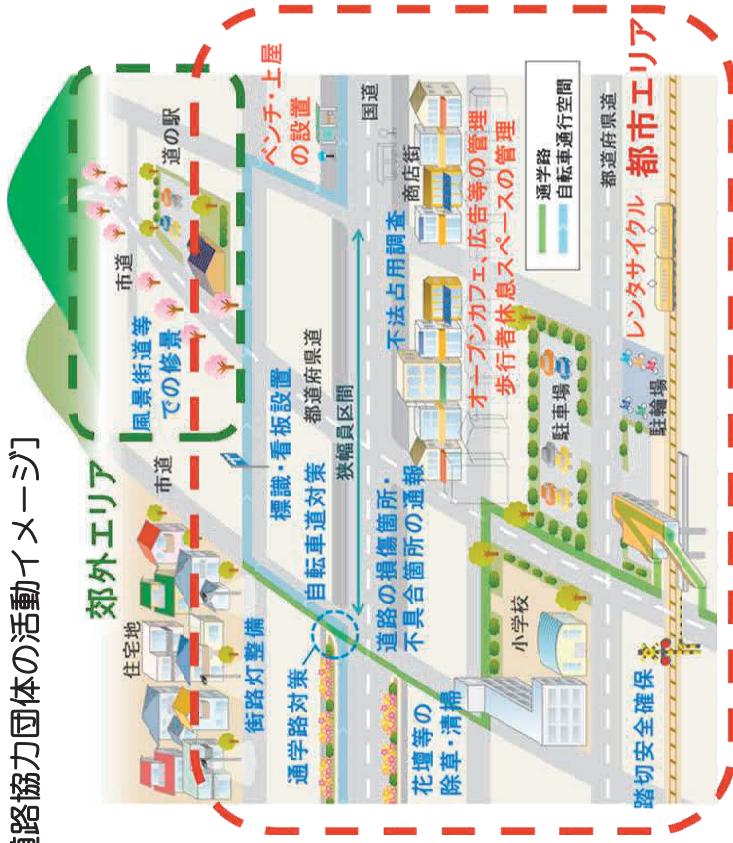 路協力団体の活動イメージ］
郊外エリア
住宅地
市道
風景街道等
での修景
市道
道の駅
ベンチ・上屋
の設置
街路灯整備
標識・看板設置
都道府県道
通学路対策
自転車道対策
狭幅員区間
国道
道路の損傷箇所・
不具合箇所の通報
不法占用調査
商店街
花壇等の
除草・清掃
オープンカフェ、広告等の管理
歩行者休息スペースの管理
小学校
駐車場
通学路
自転車通行空間
都道府県道
踏切安全確保
駐輪場
レンタサイクル
都市エリア